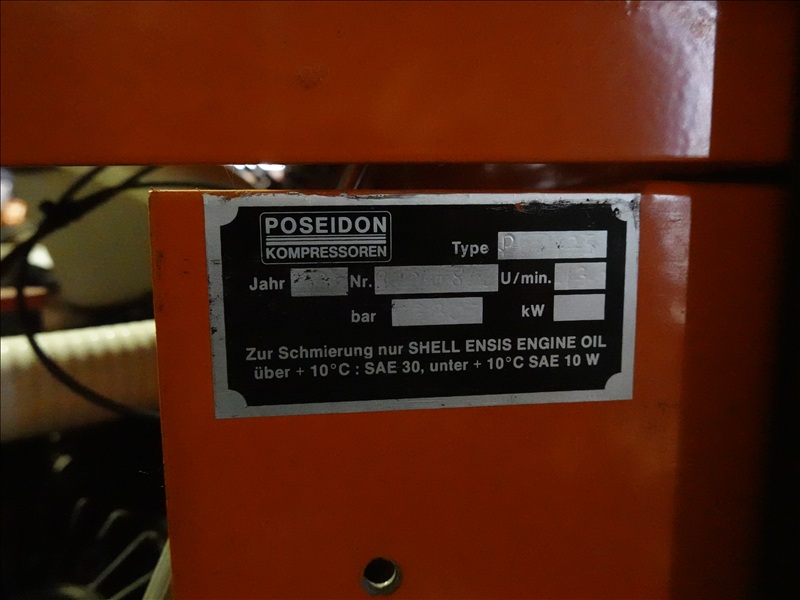 POSEIDON
KOMPRESSOREN
Type
Jahr Nr. U/min.
bar kW
Zur Schmierung nur SHELL ENSIS ENGINE OIL
über + 10°C : SAE 30, unter + 10°C SAE 10 W